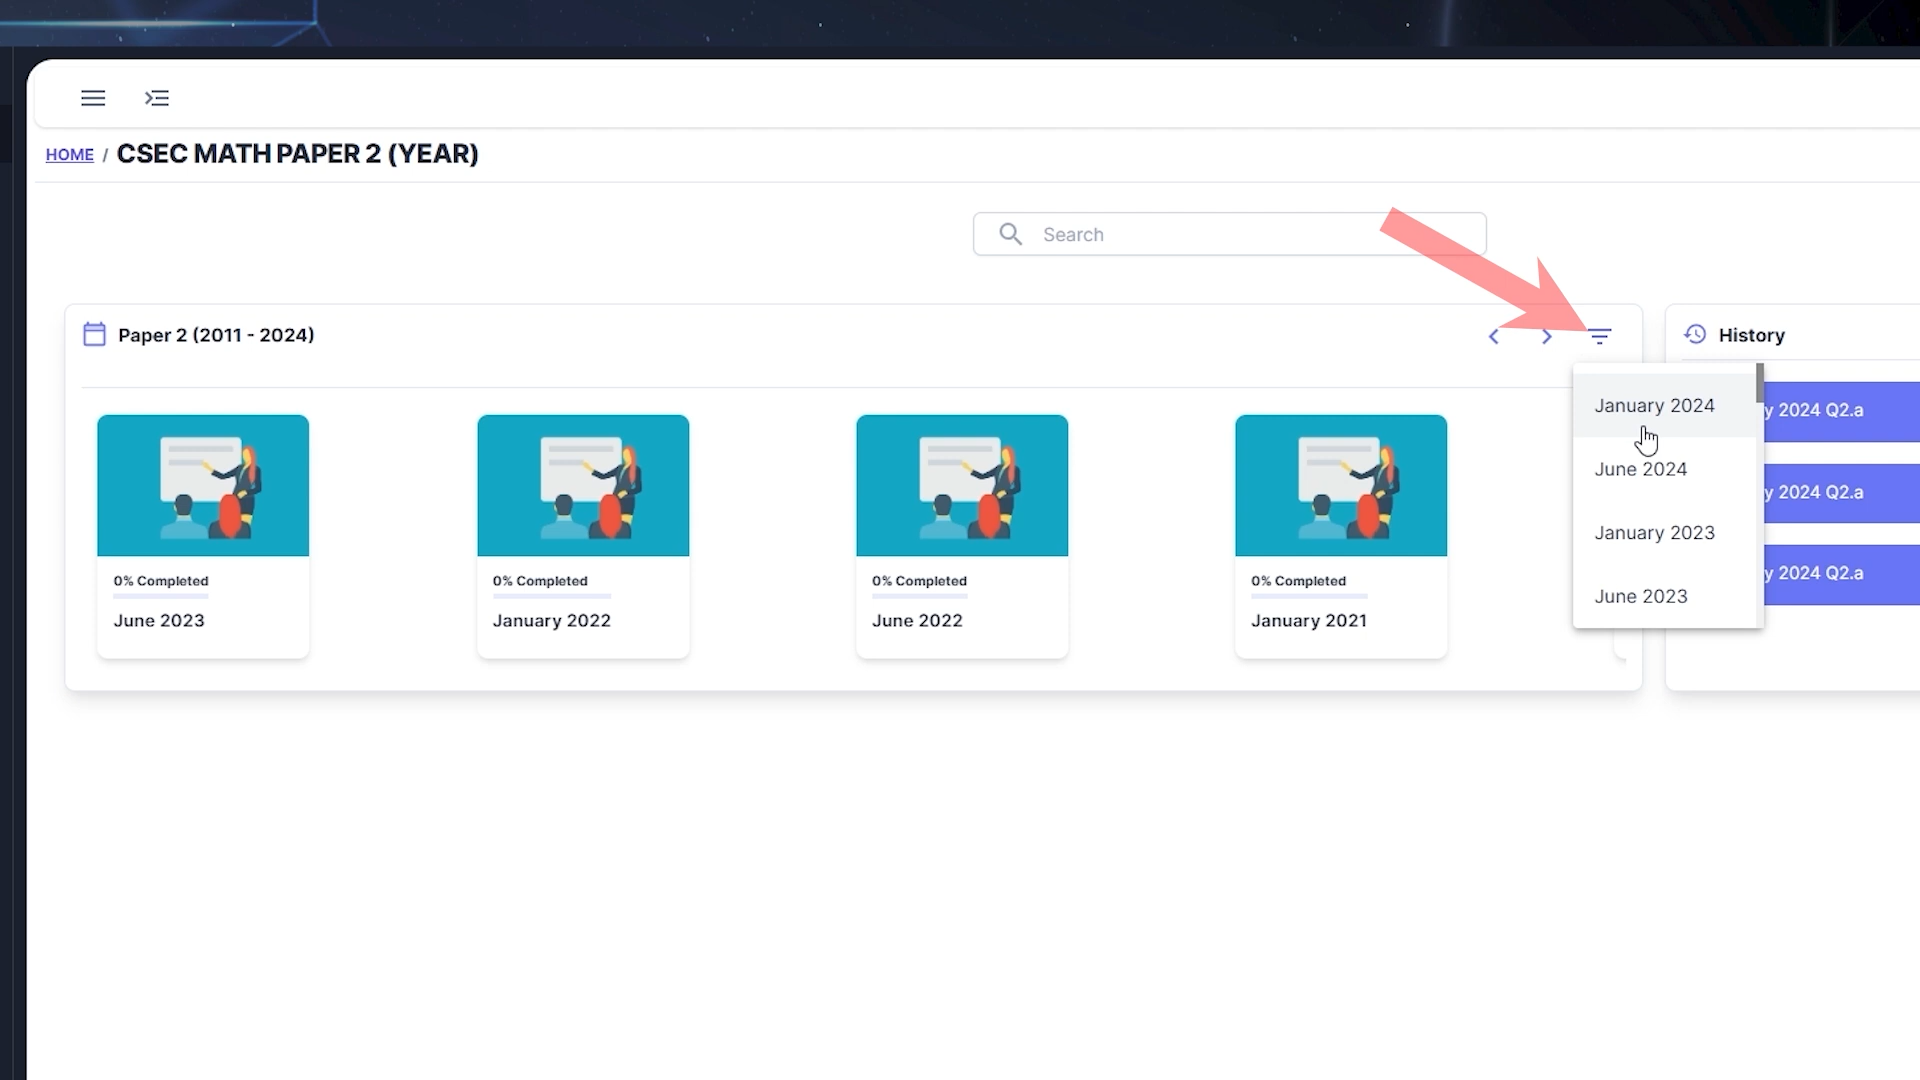 HOME / CSEC MATH PAPER 2 (YEAR)
Search
Paper 2 (2011 - 2024)
History
January 2024
June 2024
January 2023
June 2023
y 2024 Q2.a
y 2024 Q2.a
y 2024 Q2.a
0% Completed
June 2023
0% Completed
January 2022
0% Completed
June 2022
0% Completed
January 2021